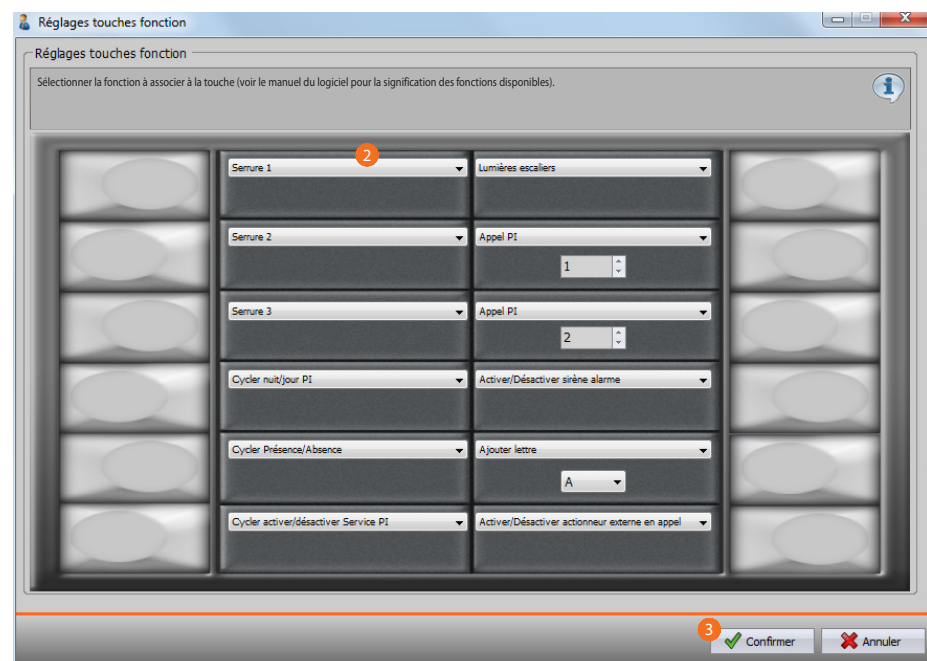 Réglages touches fonction
Réglages touches fonction
Sélectionner la fonction à associer à la touche (voir le manuel du logiciel pour la signification des fonctions disponibles).
2
Serrure 1
Lumières escaliers
Serrure 2
Appel PI
1
Serrure 3
Appel PI
2
Cycler nuit/jour PI
Activer/Désactiver sirène alarme
Cycler Présence/Absence
Ajouter lettre
A
Cycler activer/désactiver Service PI
Activer/Désactiver actionneur externe en appel
3
Confirmer
Annuler